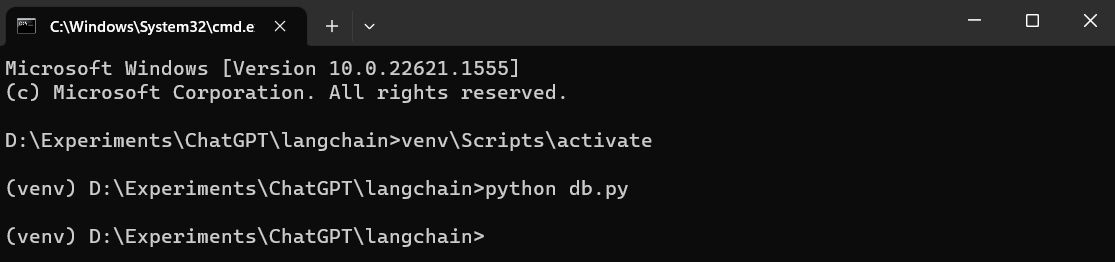 C:\Windows\System32\cmd.e
Microsoft Windows [Version 10.0.22621.1555]
(c) Microsoft Corporation. All rights reserved.
D:\Experiments\ChatGPT\langchain>venv\Scripts\activate
(venv) D:\Experiments\ChatGPT\langchain>python db.py
(venv) D:\Experiments\ChatGPT\langchain>